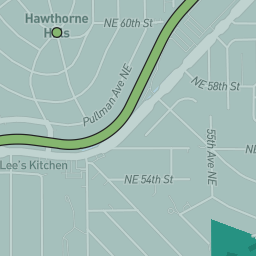 NE 60th St
Hawthorne
Hills
NE 58th St
Pullman Ave NE
55th Ave NE
Lee's Kitchen
NE
NE 54th St